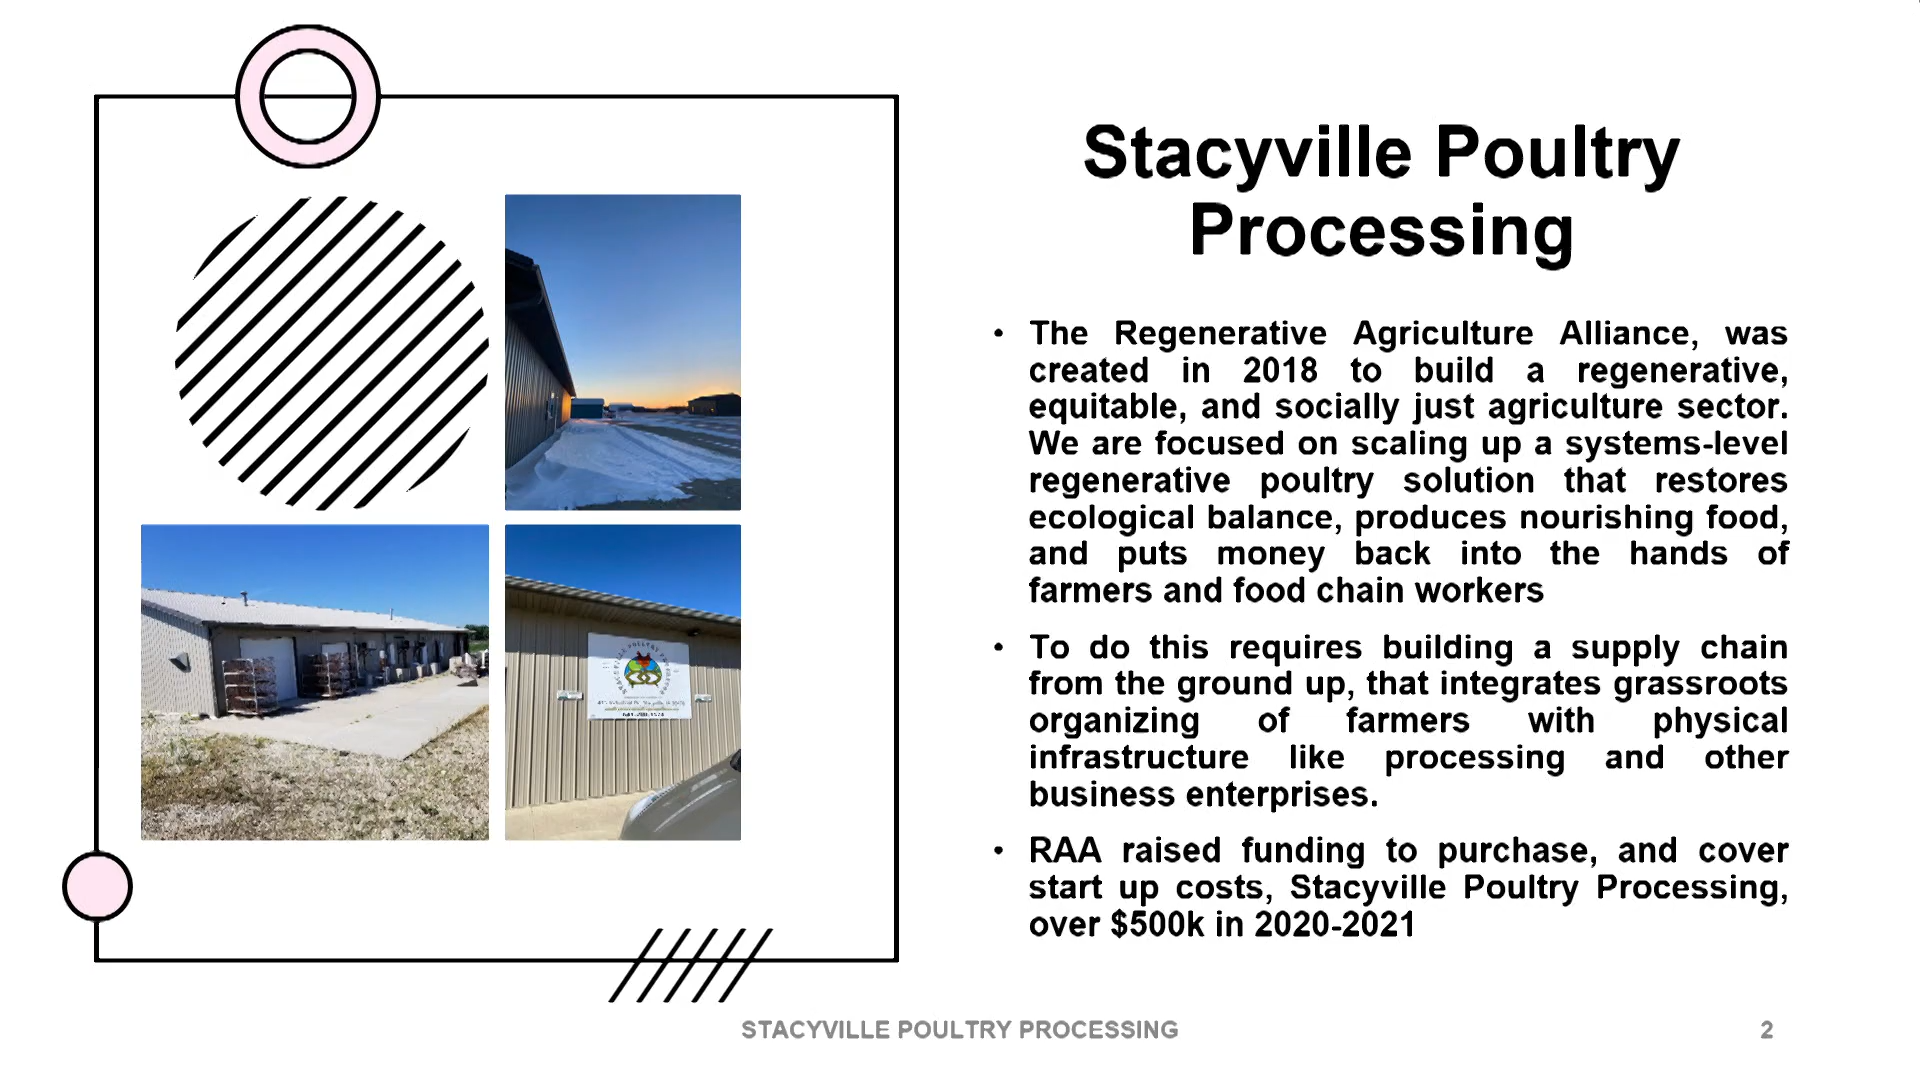 Stacyville Poultry
Processing
• The Regenerative Agriculture Alliance, was
created in 2018 to build a regenerative,
equitable, and socially just agriculture sector.
We are focused on scaling up a systems-level
regenerative poultry solution that restores
ecological balance, produces nourishing food,
and puts money back into the hands of
farmers and food chain workers
• To do this requires building a supply chain
from the ground up, that integrates grassroots
organizing of farmers with physical
infrastructure like processing and other
business enterprises.
• RAA raised funding to purchase, and cover
start up costs, Stacyville Poultry Processing,
over $500k in 2020-2021
STACYVILLE POULTRY PROCESSING
2